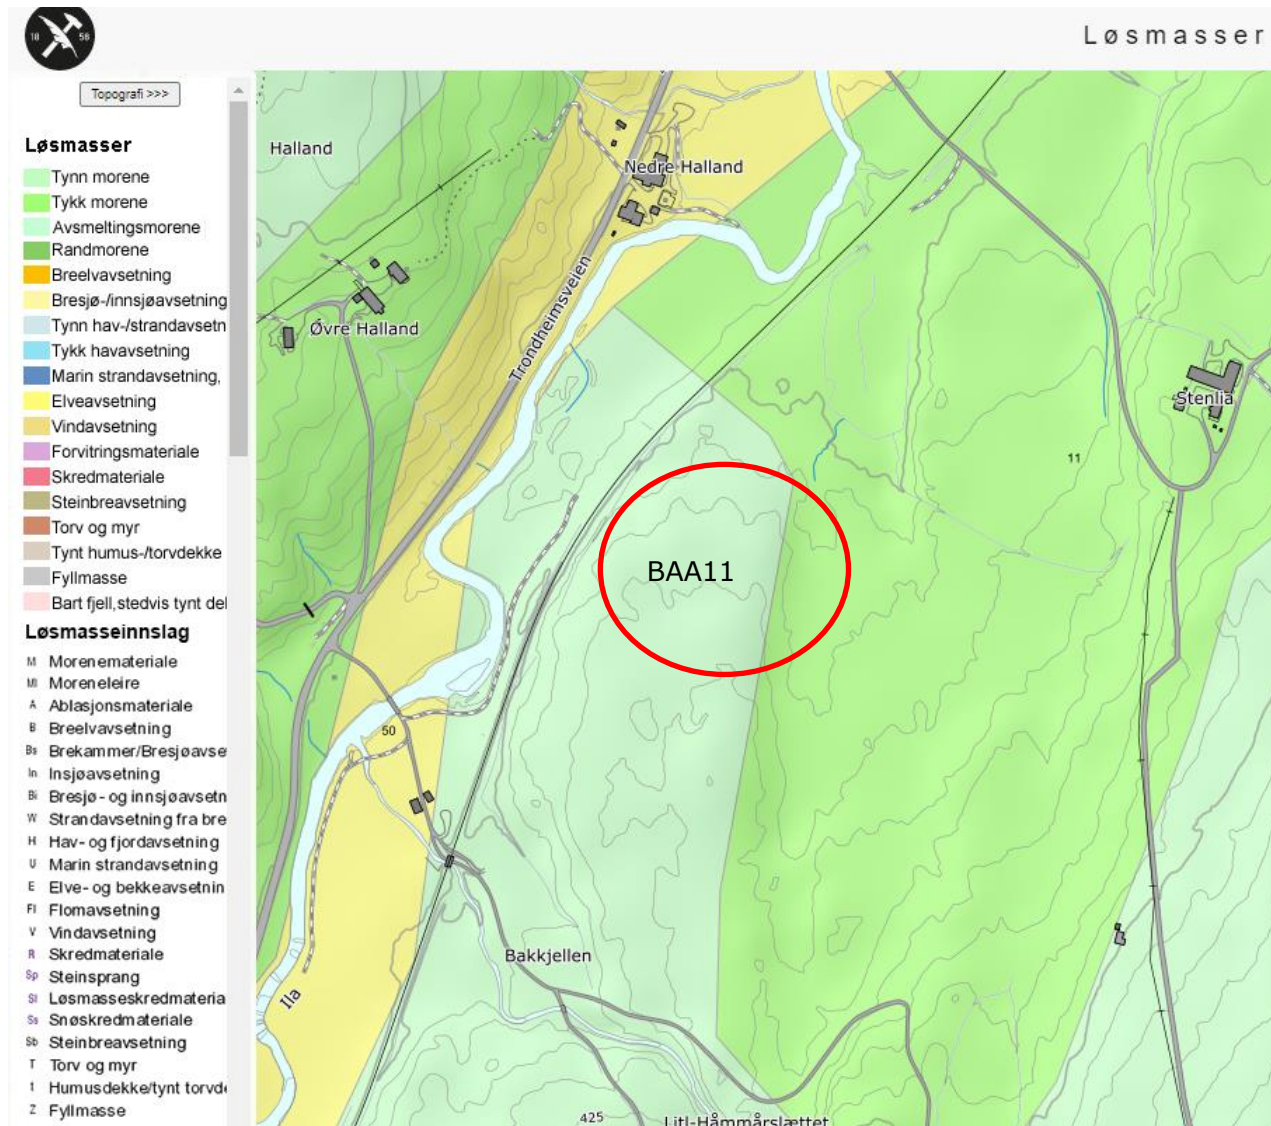 18 58
Løsmasser
Topografi >>>
Løsmasser
Tynn morene
Tykk morene
Avsmeltingsmorene
Randmorene
Breelvavsetning
Bresjø-/innsjøavsetning
Tynn hav-/strandavsetn
Tykk havavsetning
Marin strandavsetning,
Elveavsetning
Vindavsetning
Forvitringsmateriale
Skredmateriale
Steinbreavsetning
Torv og myr
Tynt humus-/torvdekke
Fyllmasse
Bart fjell,stedvis tynt del
Løsmasseinnslag
M Morenemateriale
Ml Moreneleire
A Ablasjonsmateriale
B Breelvavsetning
Bs Brekammer/Bresjøavse
In Insjøavsetning
Bi Bresjø- og innsjøavsetn
W Strandavsetning fra bre
H Hav- og fjordavsetning
U Marin strandavsetning
E Elve- og bekkeavsetnin
Fl Flomavsetning
V Vindavsetning
R Skredmateriale
Sp Steinsprang
Sl Løsmasseskredmateria
Ss Snøskredmateriale
Sb Steinbreavsetning
T Torv og myr
t Humusdekke/tynt torvde
Z Fyllmasse
Halland
Nedre Halland
Øvre Halland
Trondheimsveien
Stenlia
11
BAA11
50
Bakkjellen
Ila
425
Litl-Håmmårslættet